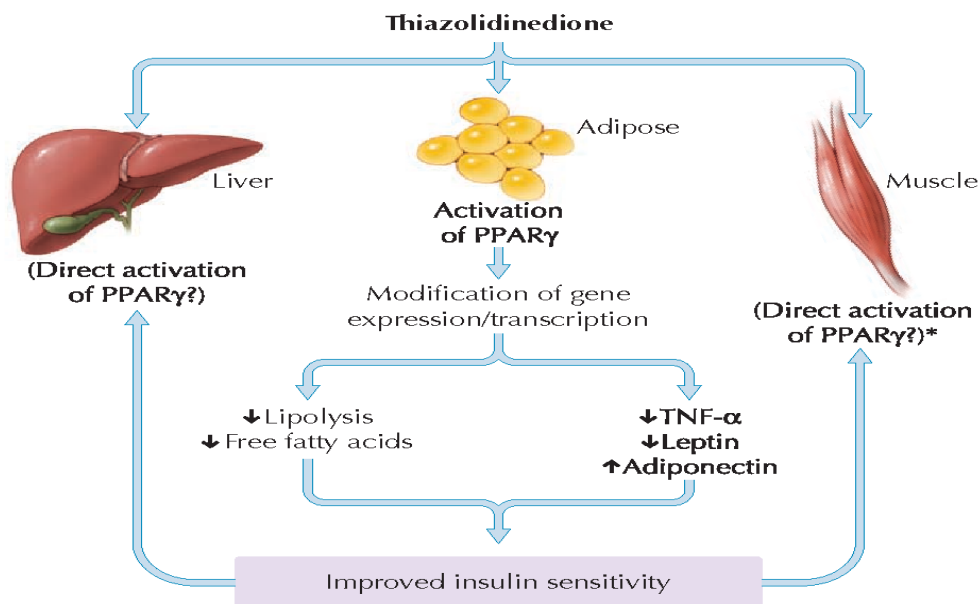 Thiazolidinedione
Liver
(Direct activation
of PPARγ?)
Adipose
Activation
of PPARγ
Modification of gene
expression/transcription
↓Lipolysis
↓Free fatty acids
↓TNF-α
↓Leptin
↑Adiponectin
Muscle
(Direct activation
of PPARγ?)*
Improved insulin sensitivity